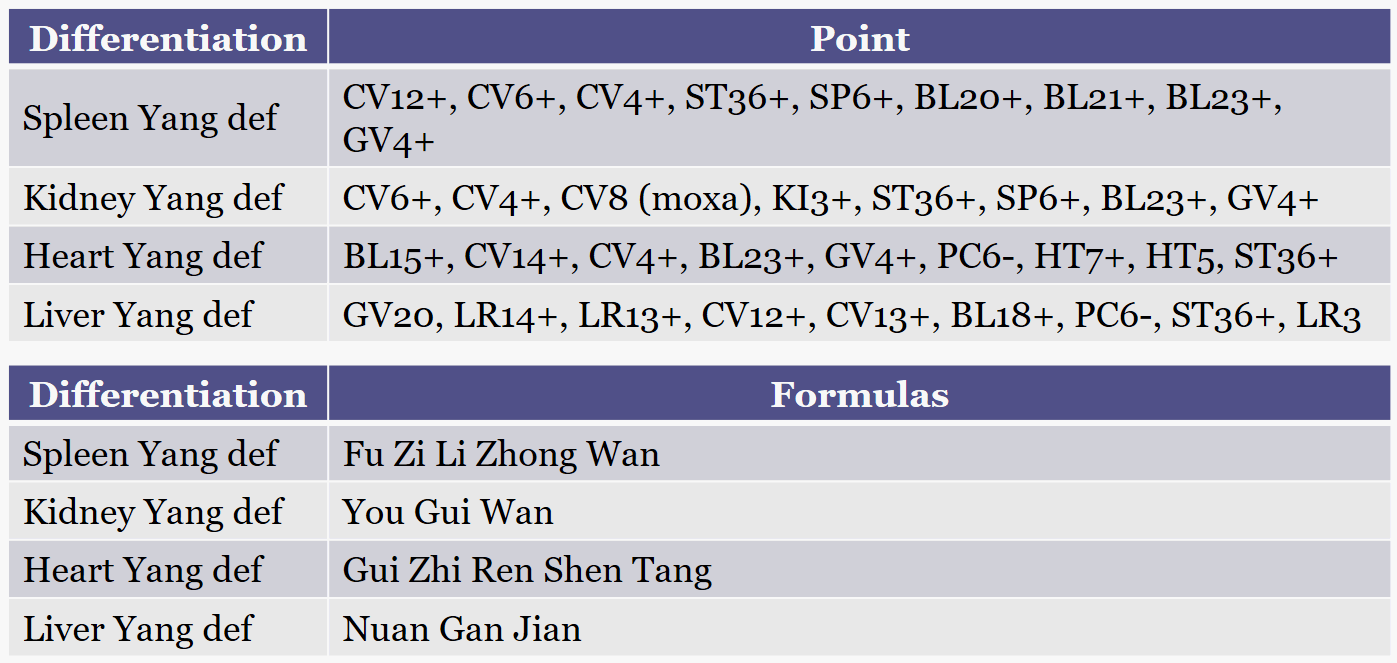 Differentiation Point
Spleen Yang def CV12+, CV6+, CV4+, ST36+, SP6+, BL20+, BL21+, BL23+,
GV4+
Kidney Yang def CV6+, CV4+, CV8 (moxa), KI3+, ST36+, SP6+, BL23+, GV4+
Heart Yang def BL15+, CV14+, CV4+, BL23+, GV4+, PC6-, HT7+, HT5, ST36+
Liver Yang def GV20, LR14+, LR13+, CV12+, CV13+, BL18+, PC6-, ST36+, LR3
Differentiation Formulas
Spleen Yang def Fu Zi Li Zhong Wan
Kidney Yang def You Gui Wan
Heart Yang def Gui Zhi Ren Shen Tang
Liver Yang def Nuan Gan Jian